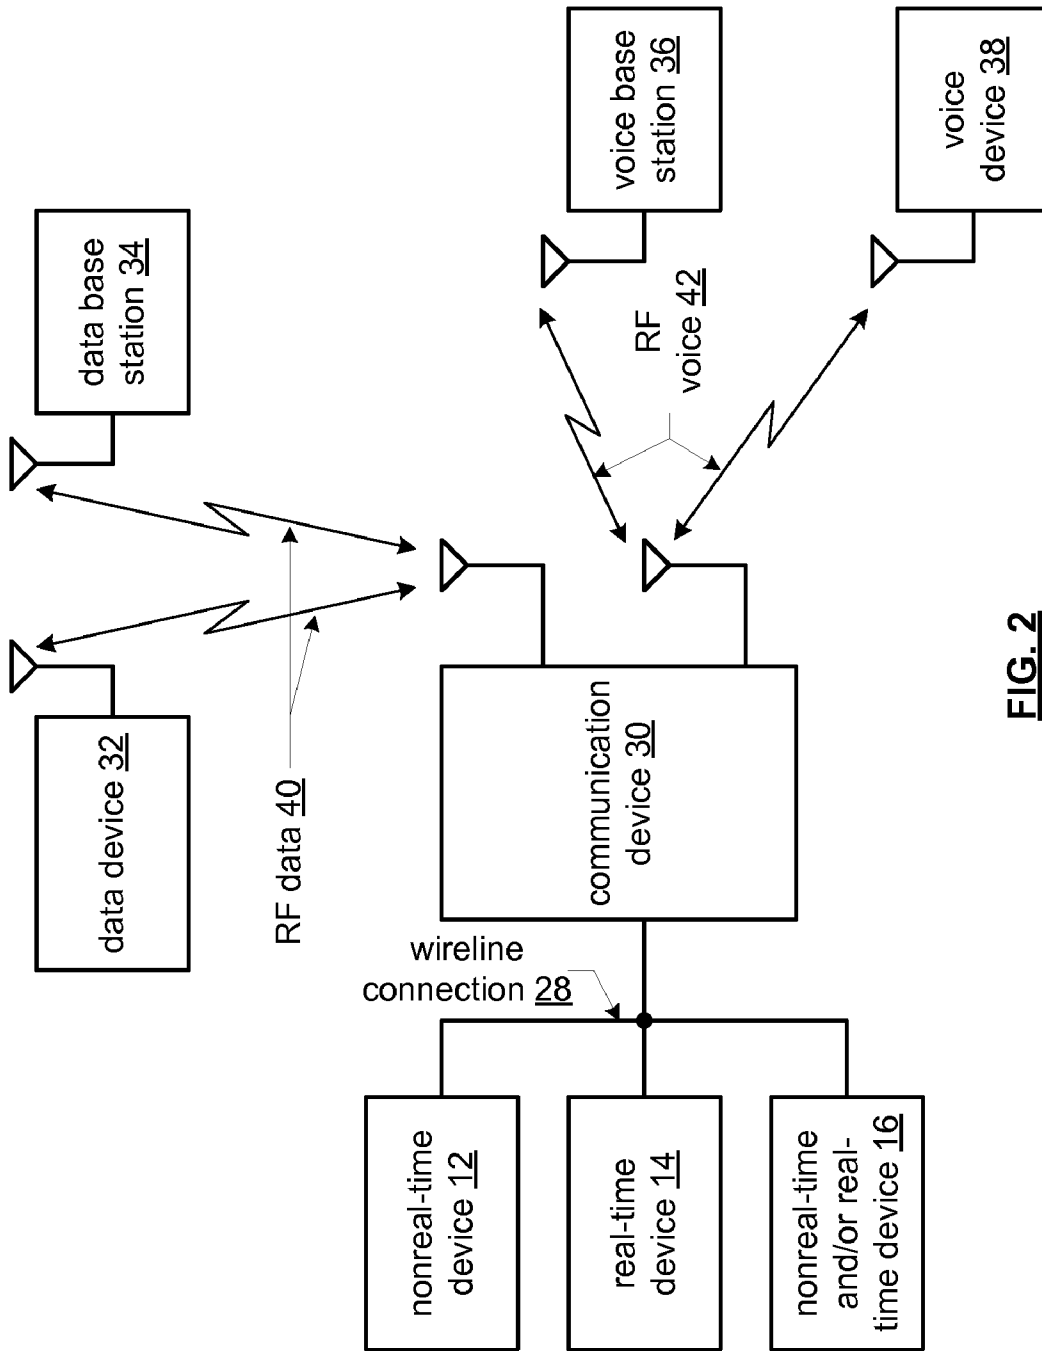 data device 32
data base
station 34
RF data 40
wireline
connection 28
communication
device 30
RF
voice 42
voice base
station 36
voice
device 38
nonreal-time
device 12
real-time
device 14
nonreal-time
and/or real-
time device 16
FIG. 2